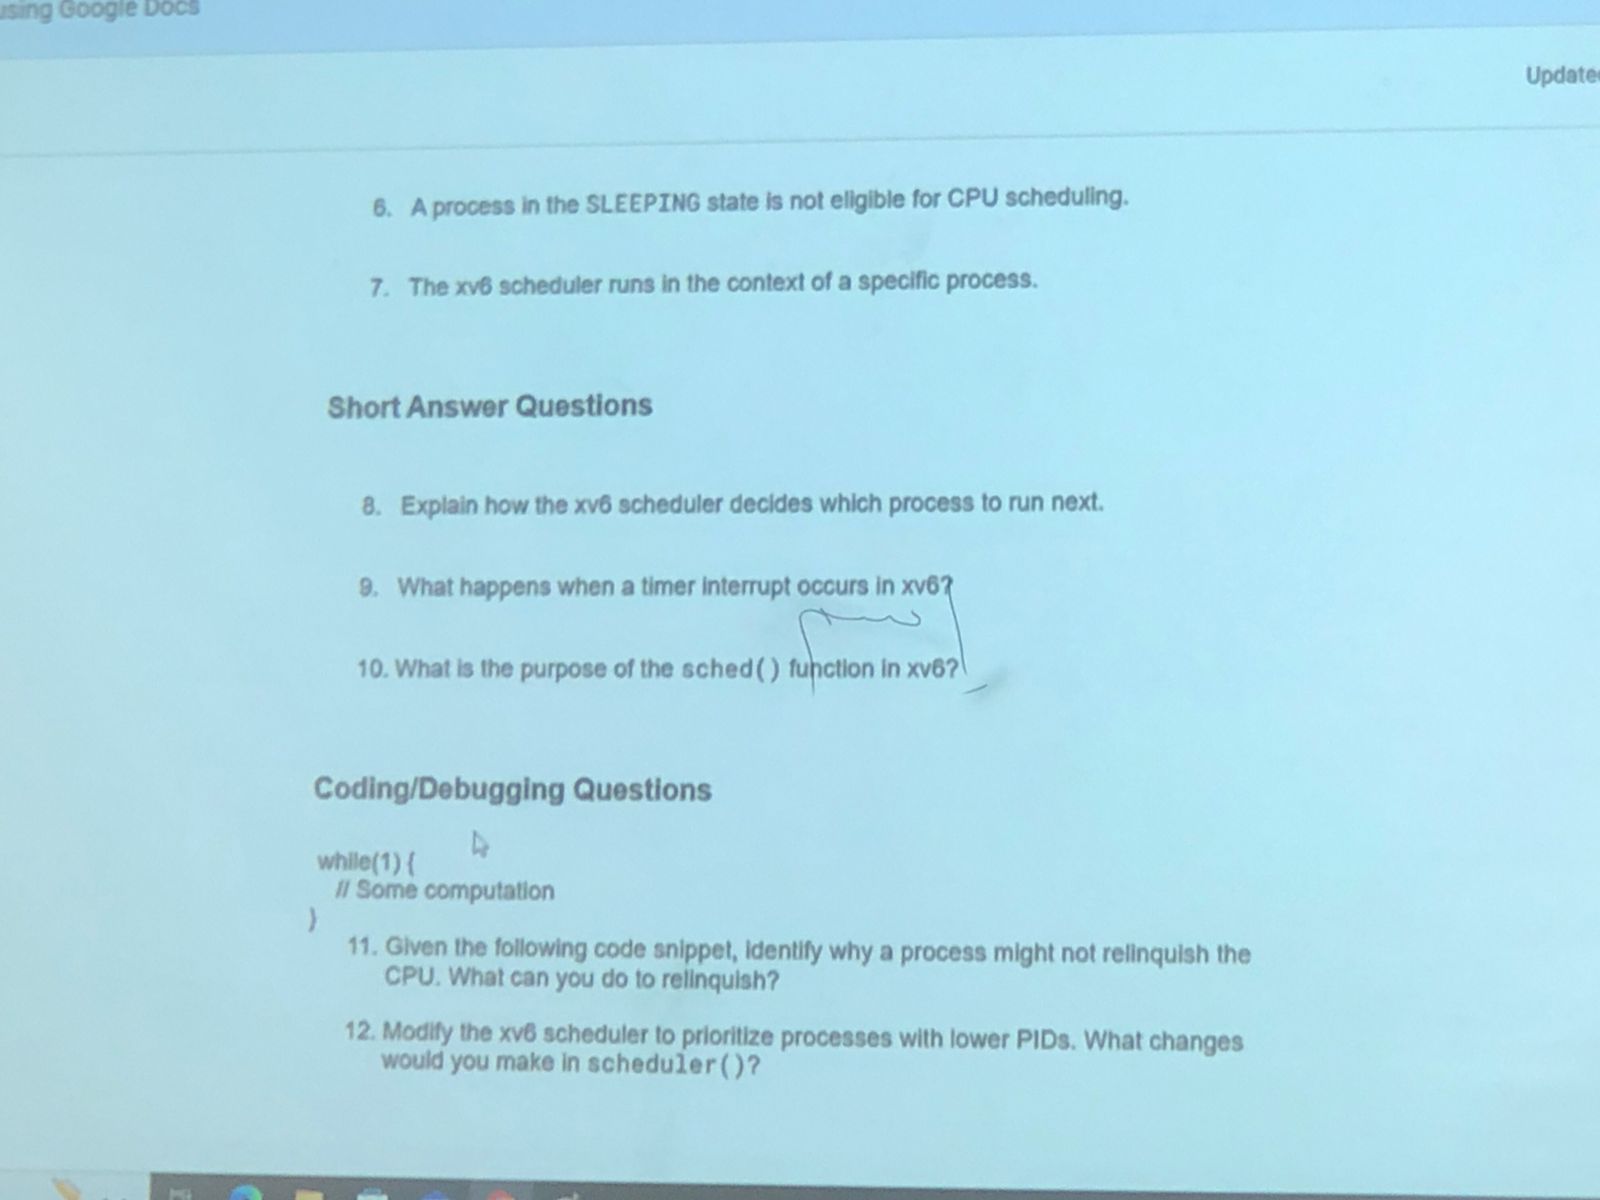 using Google Docs
Updated
6. A process in the SLEEPING state is not eligible for CPU scheduling.
7. The xv6 scheduler runs in the context of a specific process.
Short Answer Questions
8. Explain how the xv6 scheduler decides which process to run next.
9. What happens when a timer interrupt occurs in xv6?
10. What is the purpose of the sched() function in xv6?
Coding/Debugging Questions
while(1) {
// Some computation
}
11. Given the following code snippet, identify why a process might not relinquish the
CPU. What can you do to relinquish?
12. Modify the xv6 scheduler to prioritize processes with lower PIDs. What changes
would you make in scheduler()?